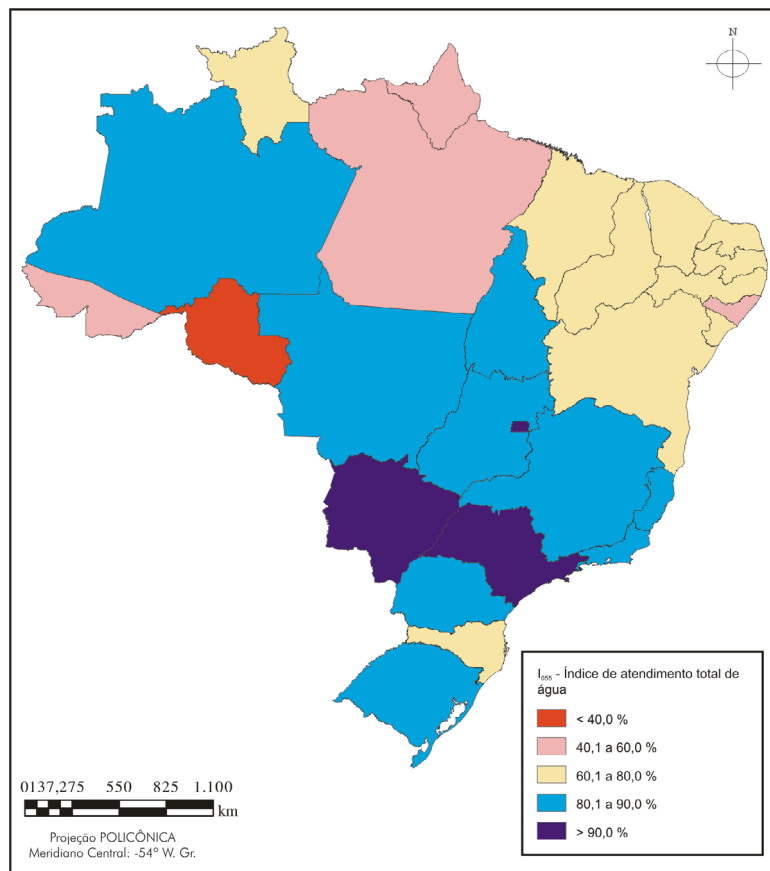 N
I₀₅₅ - Índice de atendimento total de
água
< 40,0 %
40,1 a 60,0 %
60,1 a 80,0 %
80,1 a 90,0 %
> 90,0 %
0137,275 550 825 1.100
km
Projeção POLICÔNICA
Meridiano Central: -54º W. Gr.